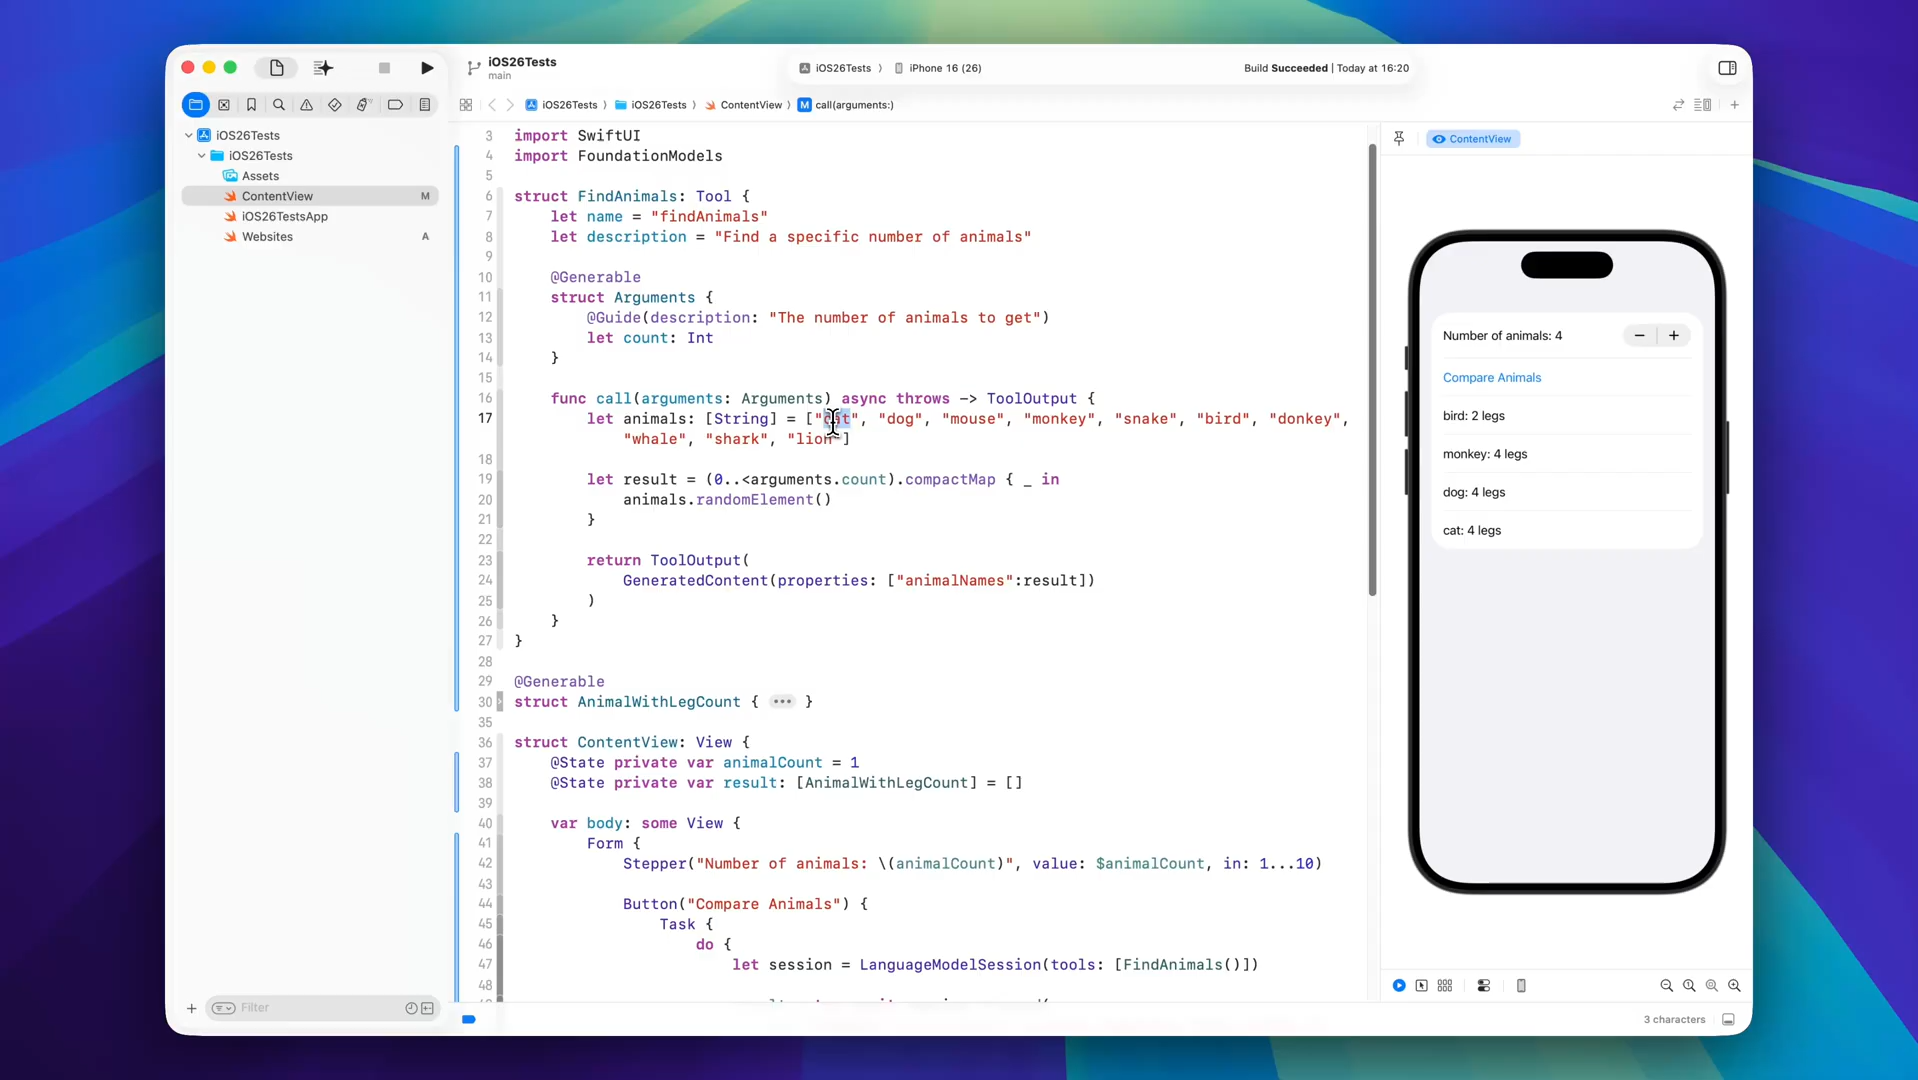 iOS26Tests
main
iOS26Tests
iPhone 16 (26)
Build Succeeded | Today at 16:20
iOS26Tests
iOS26Tests
ContentView
M
call(arguments:)
iOS26Tests
iOS26Tests
Assets
ContentView
M
iOS26TestsApp
Websites
A
Filter
3 import SwiftUI
4 import FoundationModels
5
6 struct FindAnimals: Tool {
7 let name = "findAnimals"
8 let description = "Find a specific number of animals"
9
10 @Generable
11 struct Arguments {
12 @Guide(description: "The number of animals to get")
13 let count: Int
14 }
15
16 func call(arguments: Arguments) async throws -> ToolOutput {
17 let animals: [String] = ["cat", "dog", "mouse", "monkey", "snake", "bird", "donkey",
"whale", "shark", "lion"]
18
19 let result = (0..<arguments.count).compactMap { _ in
20 animals.randomElement()
21 }
22
23 return ToolOutput(
24 GeneratedContent(properties: ["animalNames":result])
25 )
26 }
27 }
28
29 @Generable
30 struct AnimalWithLegCount { ••• }
35
36 struct ContentView: View {
37 @State private var animalCount = 1
38 @State private var result: [AnimalWithLegCount] = []
39
40 var body: some View {
41 Form {
42 Stepper("Number of animals: \(animalCount)", value: $animalCount, in: 1...10)
43
44 Button("Compare Animals") {
45 Task {
46 do {
47 let session = LanguageModelSession(tools: [FindAnimals()])
48
ContentView
Number of animals: 4
− +
Compare Animals
bird: 2 legs
monkey: 4 legs
dog: 4 legs
cat: 4 legs
3 characters